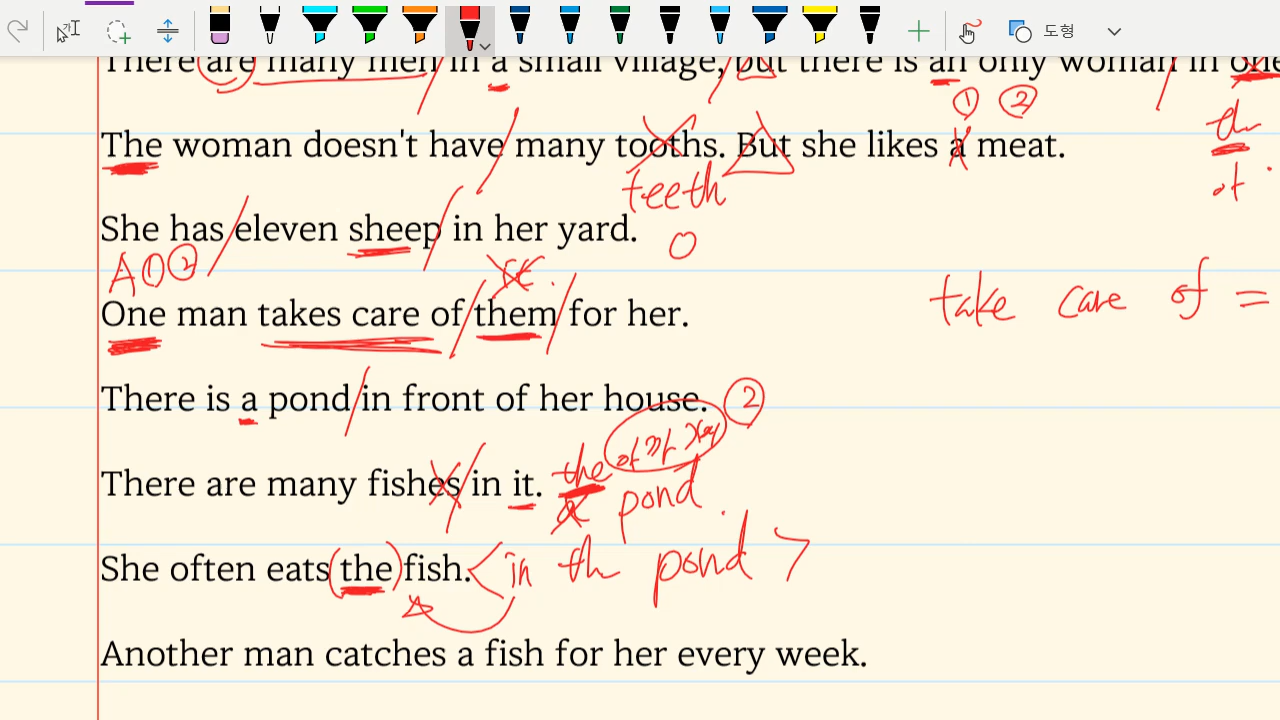 도형
There are many men in a small village, but there is an only woman in one
① ② the
The woman doesn't have many tooths. But she likes a meat.
teeth
She has eleven sheep in her yard.
A ① ②
One man takes care of them for her.
take care of =
There is a pond in front of her house. ②
There are many fishes in it. the pond
She often eats (the) fish. <in the pond>
Another man catches a fish for her every week.